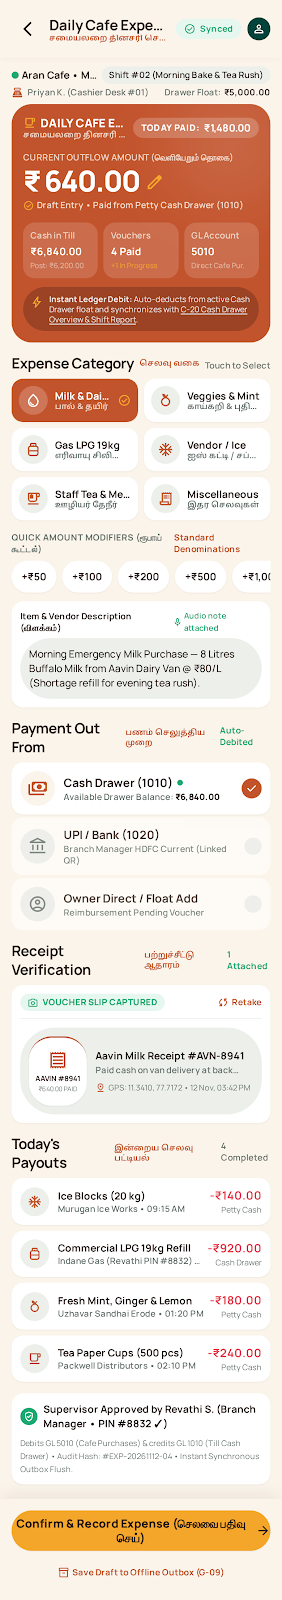 Daily Cafe Expe...
சமையலறை தினசரி செ...
Synced
Aran Cafe • M...
Shift #02 (Morning Bake & Tea Rush)
Priyan K. (Cashier Desk #01)
Drawer Float: ₹5,000.00
DAILY CAFE E...
சமையலறை தினசரி ...
TODAY PAID: ₹1,480.00
CURRENT OUTFLOW AMOUNT (வெளியேறும் தொகை)
₹640.00
Draft Entry • Paid from Petty Cash Drawer (1010)
Cash in Till
₹6,840.00
Post: ₹6,200.00
Vouchers
4 Paid
+1 In Progress
GL Account
5010
Direct Cafe Pur.
Instant Ledger Debit: Auto-deducts from active Cash
Drawer float and synchronizes with C-20 Cash Drawer
Overview & Shift Report.
Expense Category
செலவு வகை
Touch to Select
Milk & Dai...
பால் & தயிர்
Veggies & Mint
காய்கறி & புதி...
Gas LPG 19kg
எரிவாயு சிலி...
Vendor / Ice
ஐஸ் கட்டி / சப்...
Staff Tea & Me...
ஊழியர் தேநீர்
Miscellaneous
இதர செலவுகள்
QUICK AMOUNT MODIFIERS (ரூபாய்
கூட்டல்)
Standard
Denominations
+₹50
+₹100
+₹200
+₹500
+₹1,00
Item & Vendor Description
(விளக்கம்)
Audio note
attached
Morning Emergency Milk Purchase — 8 Litres
Buffalo Milk from Aavin Dairy Van @ ₹80/L
(Shortage refill for evening tea rush).
Payment Out
From
பணம் செலுத்திய
முறை
Auto-
Debited
Cash Drawer (1010)
Available Drawer Balance: ₹6,840.00
UPI / Bank (1020)
Branch Manager HDFC Current (Linked
QR)
Owner Direct / Float Add
Reimbursement Pending Voucher
Receipt
Verification
பற்றுச்சீட்டு
ஆதாரம்
1
Attached
VOUCHER SLIP CAPTURED
Retake
AAVIN #8941
₹640.00 PAID
Aavin Milk Receipt #AVN-8941
Paid cash on van delivery at back...
GPS: 11.3410, 77.7172 • 12 Nov, 03:42 PM
Today's
Payouts
இன்றைய செலவு
பட்டியல்
4
Completed
Ice Blocks (20 kg)
Murugan Ice Works • 09:15 AM
-₹140.00
Petty Cash
Commercial LPG 19kg Refill
Indane Gas (Revathi PIN #8832) ...
-₹920.00
Cash Drawer
Fresh Mint, Ginger & Lemon
Uzhavar Sandhai Erode • 01:20 PM
-₹180.00
Petty Cash
Tea Paper Cups (500 pcs)
Packwell Distributors • 02:10 PM
-₹240.00
Petty Cash
Supervisor Approved by Revathi S. (Branch
Manager • PIN #8832 ✓)
Debits GL 5010 (Cafe Purchases) & credits GL 1010 (Till Cash
Drawer) • Audit Hash: #EXP-20261112-04 • Instant Synchronous
Outbox Flush.
Confirm & Record Expense (செலவை பதிவு
செய்)
Save Draft to Offline Outbox (G-09)